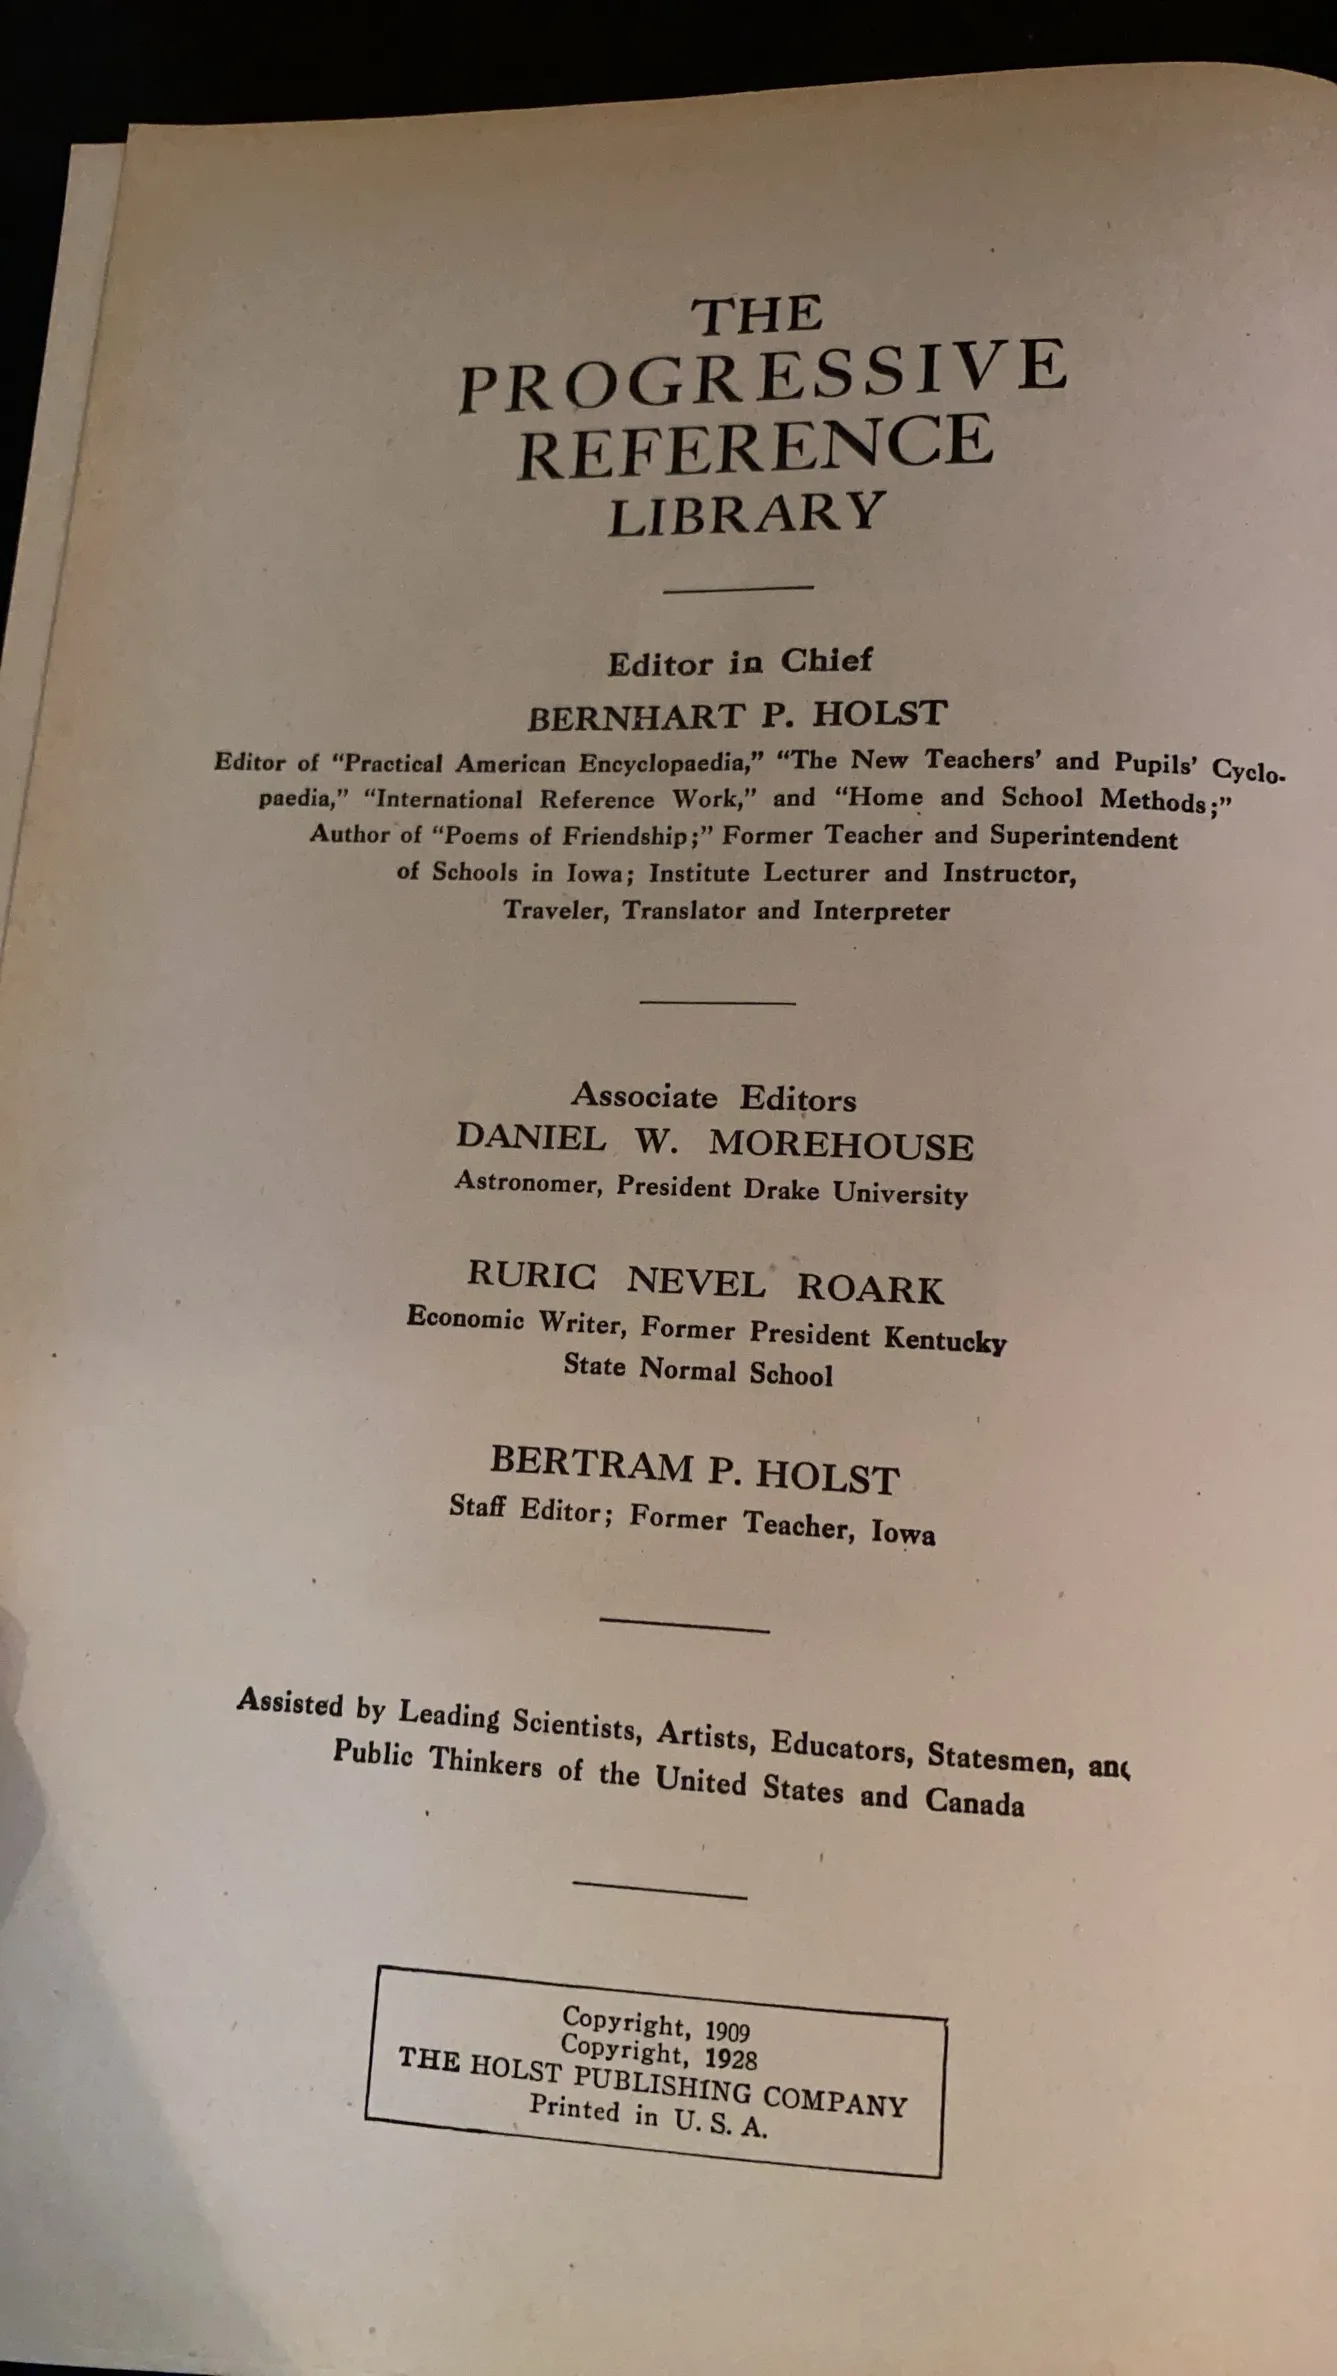 THE
PROGRESSIVE
REFERENCE
LIBRARY
Editor in Chief
BERNHART P. HOLST
Editor of “Practical American Encyclopaedia,” “The New Teachers’ and Pupils’ Cyclo-
paedia,” “International Reference Work,” and “Home and School Methods;”
Author of “Poems of Friendship;” Former Teacher and Superintendent
of Schools in Iowa; Institute Lecturer and Instructor,
Traveler, Translator and Interpreter
Associate Editors
DANIEL W. MOREHOUSE
Astronomer, President Drake University
RURIC NEVEL ROARK
Economic Writer, Former President Kentucky
State Normal School
BERTRAM P. HOLST
Staff Editor; Former Teacher, Iowa
Assisted by Leading Scientists, Artists, Educators, Statesmen, and
Public Thinkers of the United States and Canada
Copyright, 1909
Copyright, 1928
THE HOLST PUBLISHING COMPANY
Printed in U. S. A.